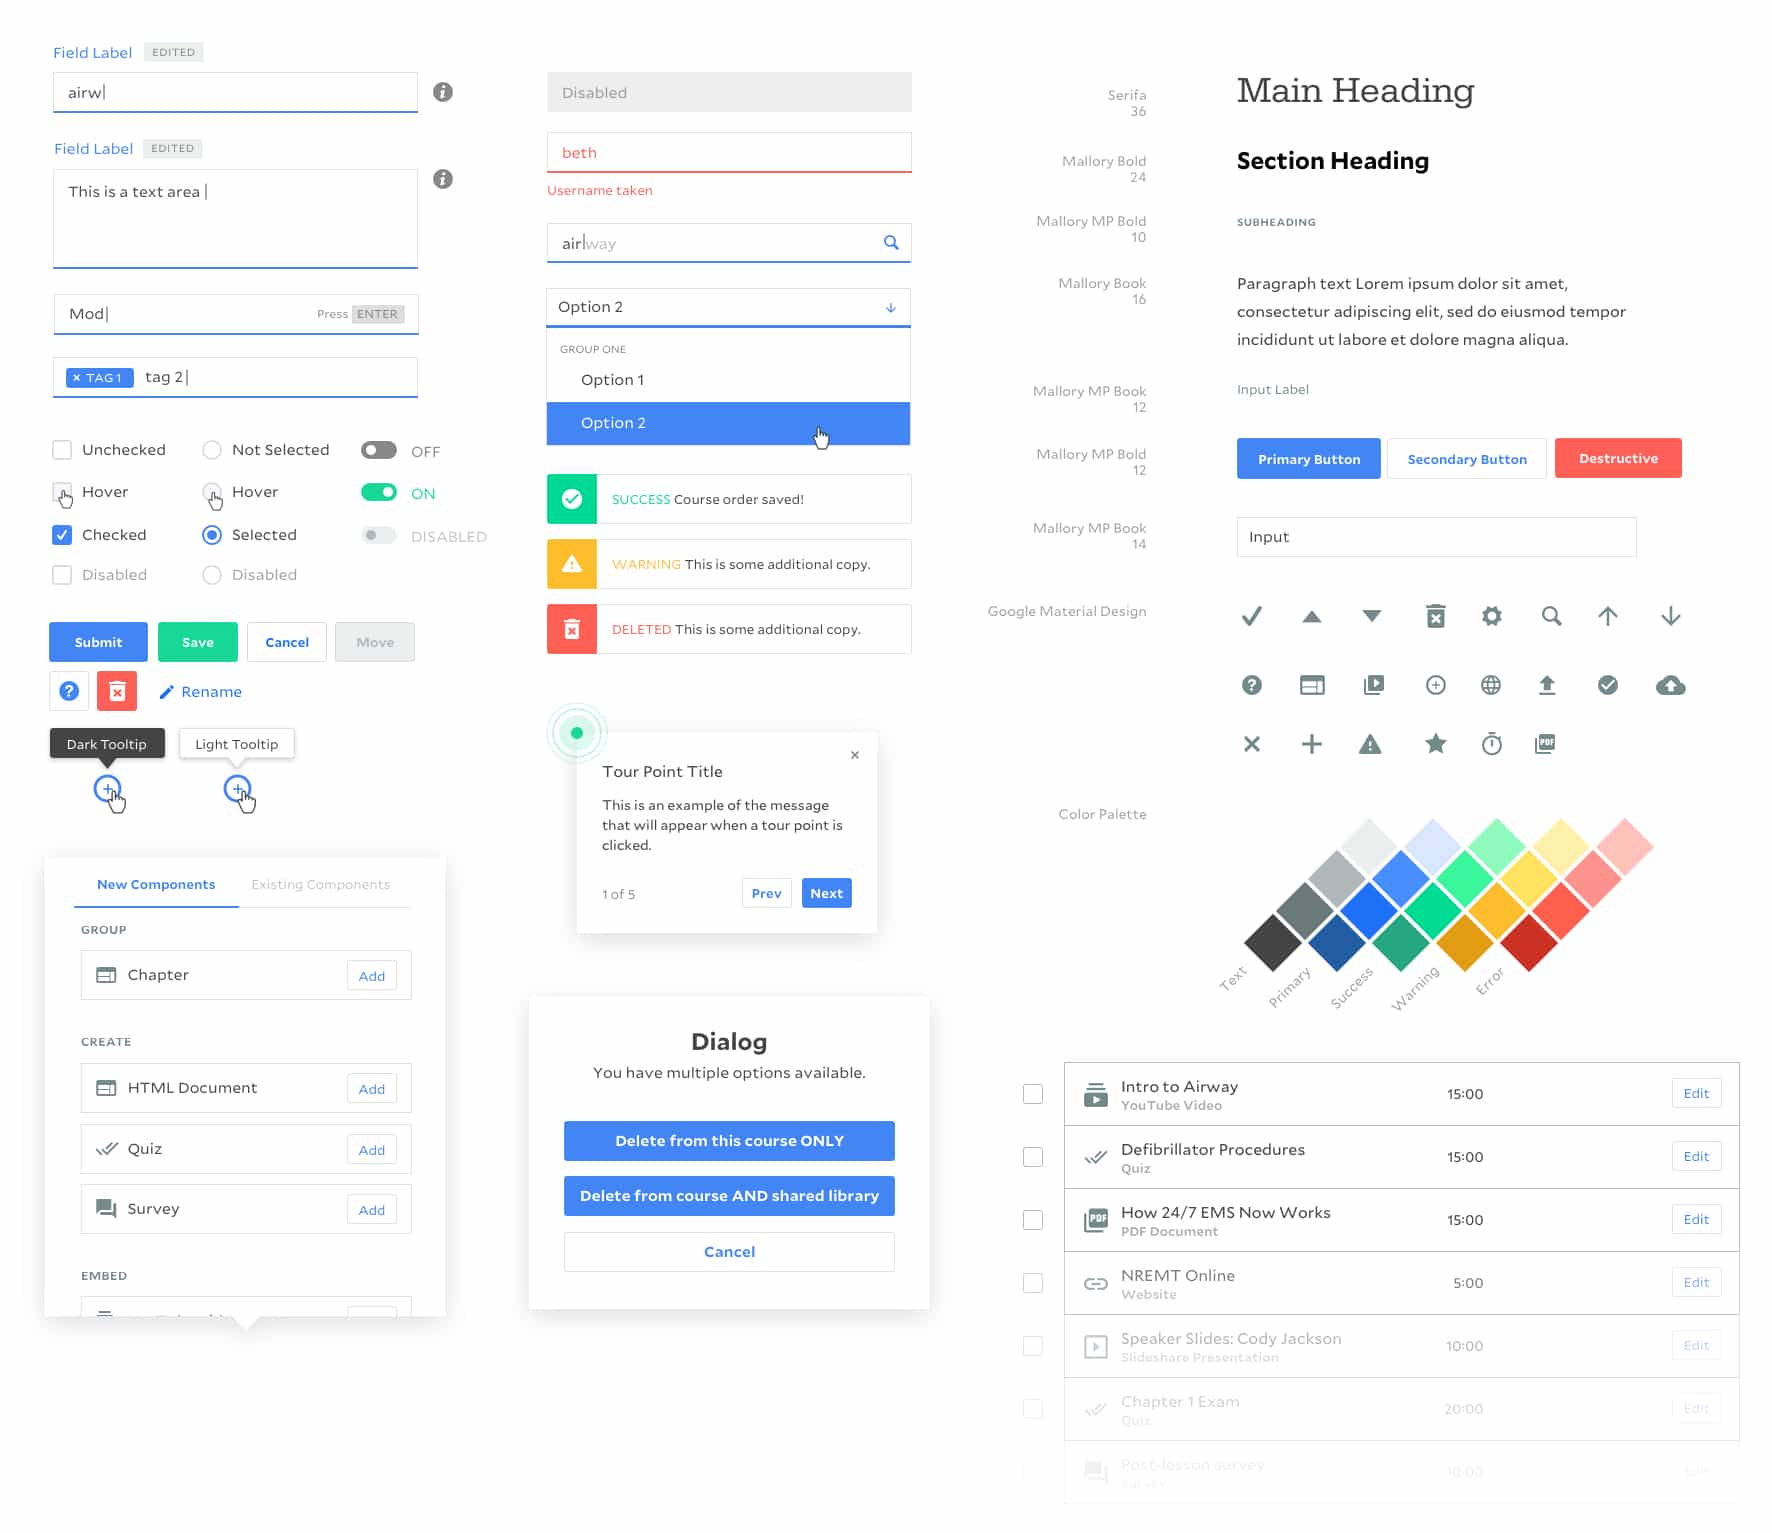 Field Label EDITED
airw
Field Label EDITED
This is a text area
Mod Press ENTER
× TAG 1 tag 2
Unchecked Not Selected OFF
Hover Hover ON
Checked Selected DISABLED
Disabled Disabled
Submit Save Cancel Move
Rename
Dark Tooltip Light Tooltip
New Components Existing Components
GROUP
Chapter Add
CREATE
HTML Document Add
Quiz Add
Survey Add
EMBED
Disabled
beth
Username taken
airway
Option 2
GROUP ONE
Option 1
Option 2
SUCCESS Course order saved!
WARNING This is some additional copy.
DELETED This is some additional copy.
Tour Point Title
This is an example of the message
that will appear when a tour point is
clicked.
1 of 5 Prev Next
Dialog
You have multiple options available.
Delete from this course ONLY
Delete from course AND shared library
Cancel
Serifa
36
Main Heading
Mallory Bold
24
Section Heading
Mallory MP Bold
10
SUBHEADING
Mallory Book
16
Paragraph text Lorem ipsum dolor sit amet,
consectetur adipiscing elit, sed do eiusmod tempor
incididunt ut labore et dolore magna aliqua.
Mallory MP Book
12
Input Label
Mallory MP Bold
12
Primary Button Secondary Button Destructive
Mallory MP Book
14
Input
Google Material Design
PDF
Color Palette
Text Primary Success Warning Error
Intro to Airway
YouTube Video
15:00 Edit
Defibrillator Procedures
Quiz
15:00 Edit
PDF
How 24/7 EMS Now Works
PDF Document
15:00 Edit
NREMT Online
Website
5:00 Edit
Speaker Slides: Cody Jackson
Slideshare Presentation
10:00 Edit
Chapter 1 Exam
Quiz
20:00 Edit
Post-lesson survey
10:00 Edit